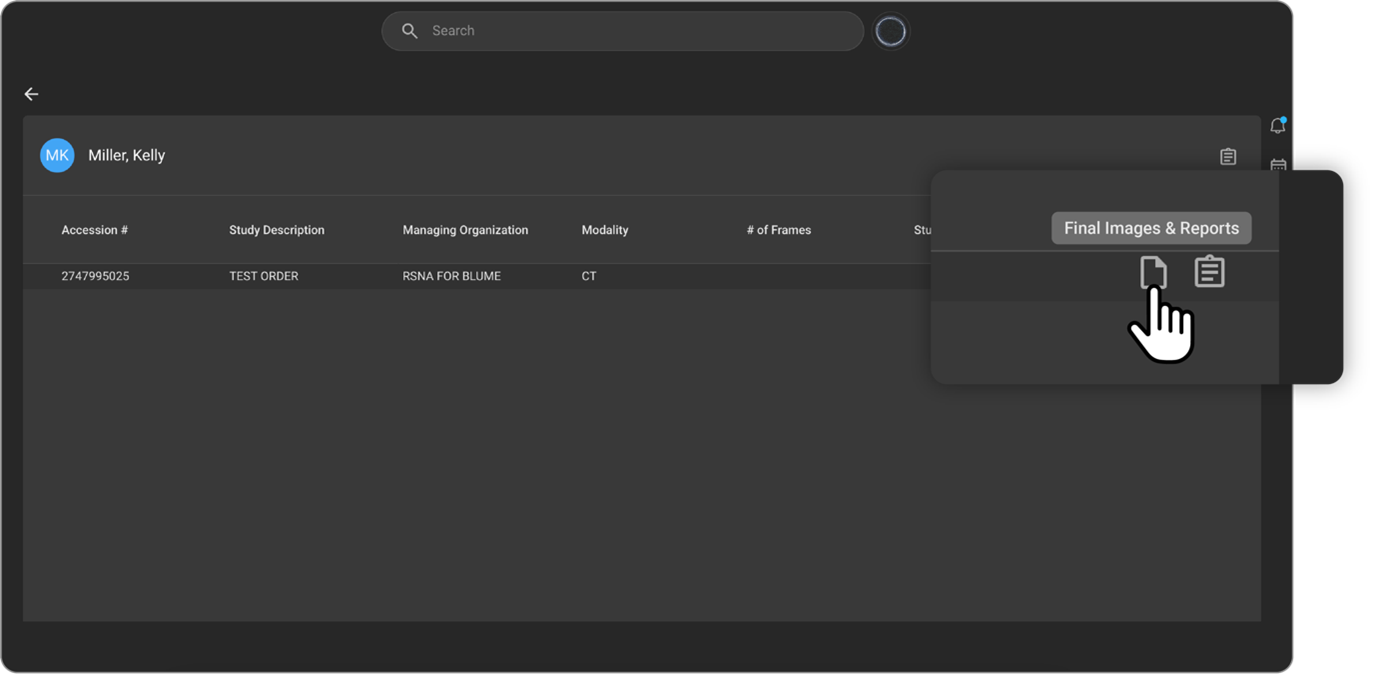 Search
MK Miller, Kelly
Accession # Study Description Managing Organization Modality # of Frames
Final Images & Reports
2747995025 TEST ORDER RSNA FOR BLUME CT